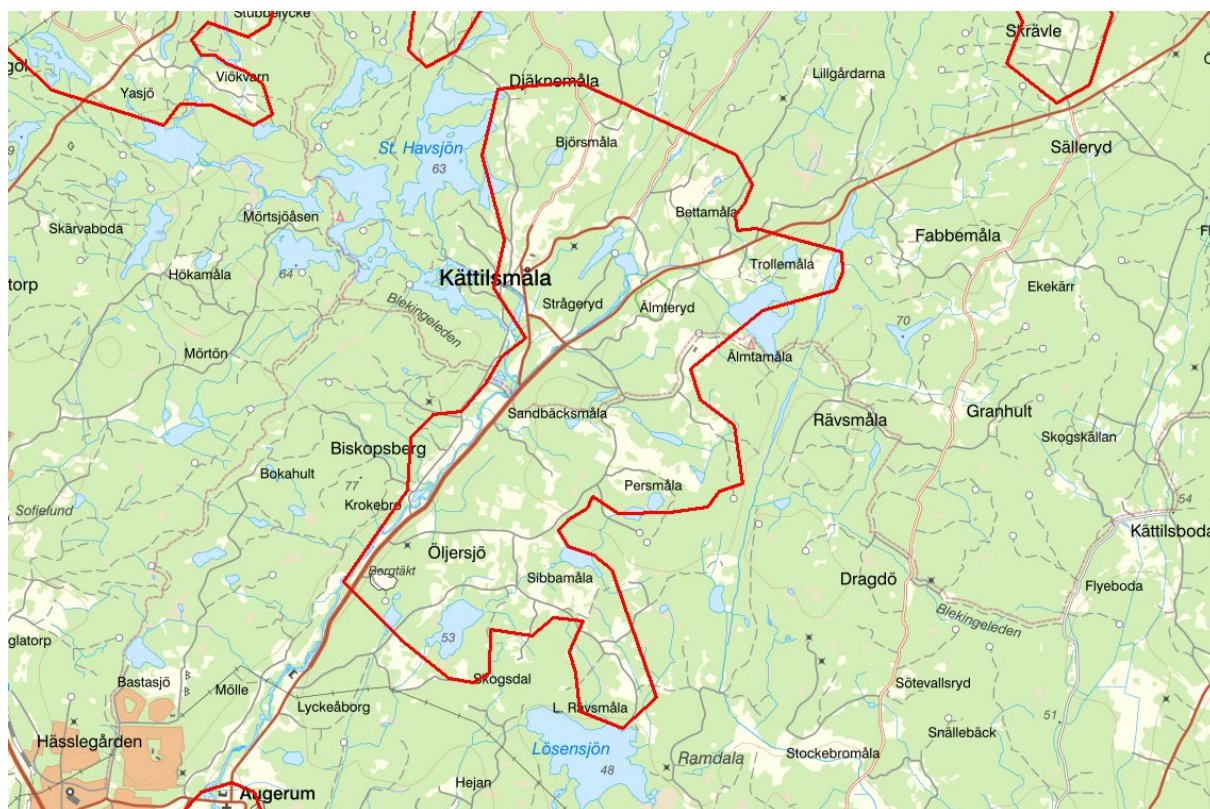 Stubbelycke
Skrävle
gol
Viökvarn
Yasjö
Djäknemåla
Lillgårdarna
9
St. Havsjön
Björsmåla
Sälleryd
63
Skärvaboda
Mörtsjöåsen
Bettamåla
Fabbemåla
Hökamåla
64
Kättilsmåla
Trollemåla
torp
Ekekärr
Blekingeleden
Strågeryd
Älmteryd
70
Mörtön
Älmtamåla
Sandbäcksmåla
Rävsmåla
Granhult
Biskopsberg
Skogskällan
Bokahult
77
Persmåla
Krokebro
54
Sofielund
Kättilsboda
Öljersjö
Bergtäkt
Sibbamåla
Dragdö
Flyeboda
Blekingeleden
glatorp
53
Bastasjö
Skogsdal
Mölle
Sötevallsryd
Lyckeåborg
L. Rävsmåla
51
Hässlegården
Snällebäck
Lösensjön
Ramdala
Stockebromåla
48
Hejan
Augerum